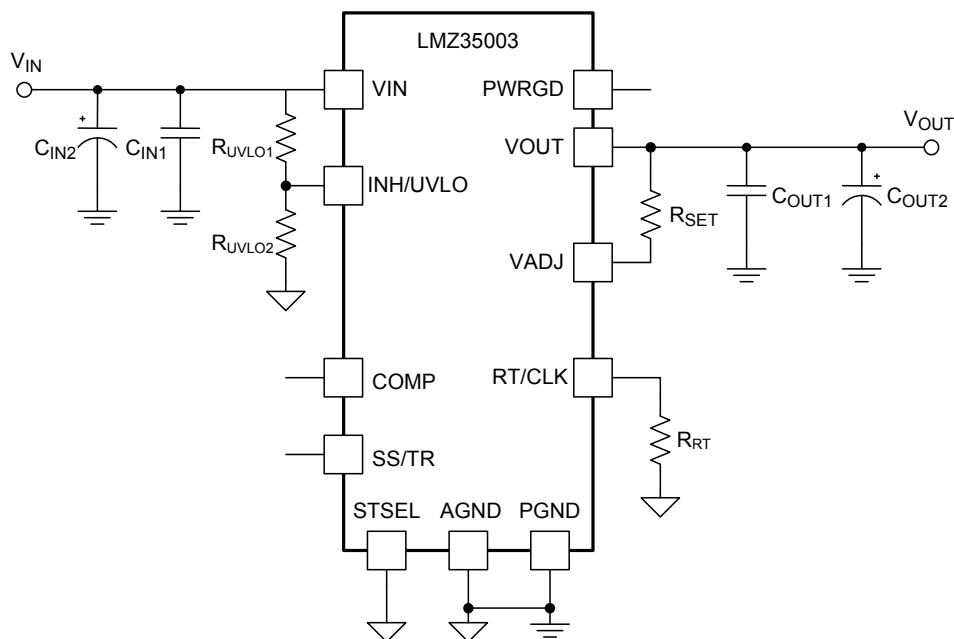 LMZ35003
V_IN
VIN
PWRGD
V_OUT
C_IN2
C_IN1
R_UVLO1
VOUT
INH/UVLO
R_SET
C_OUT1
C_OUT2
R_UVLO2
VADJ
COMP
RT/CLK
R_RT
SS/TR
STSEL
AGND
PGND
+
+